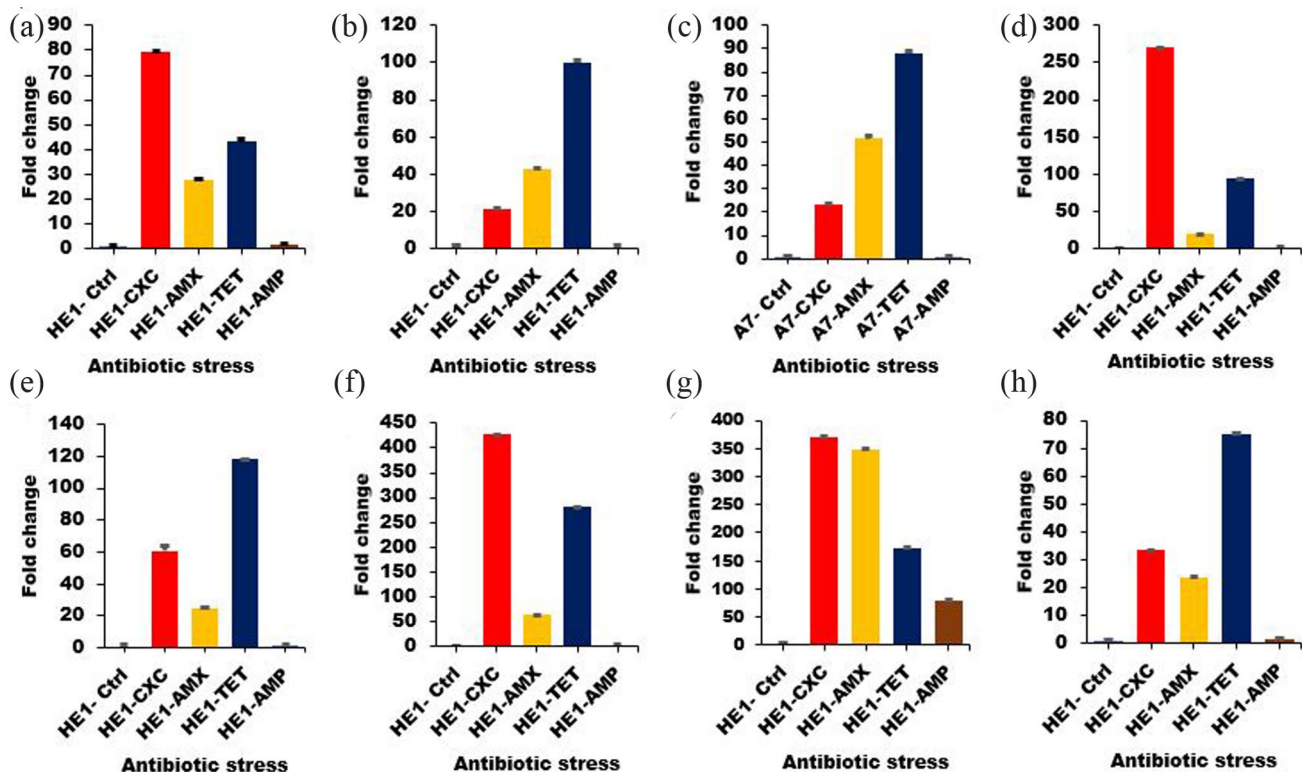 (a)
Fold change
90
80
70
60
50
40
30
20
10
0
HE1- Ctrl
HE1-CXC
HE1-AMX
HE1-TET
HE1-AMP
Antibiotic stress
(b)
Fold change
120
100
80
60
40
20
0
HE1- Ctrl
HE1-CXC
HE1-AMX
HE1-TET
HE1-AMP
Antibiotic stress
(c)
Fold change
100
90
80
70
60
50
40
30
20
10
0
A7- Ctrl
A7-CXC
A7-AMX
A7-TET
A7-AMP
Antibiotic stress
(d)
Fold change
300
250
200
150
100
50
0
HE1- Ctrl
HE1-CXC
HE1-AMX
HE1-TET
HE1-AMP
Antibiotic stress
(e)
Fold change
140
120
100
80
60
40
20
0
HE1- Ctrl
HE1-CXC
HE1-AMX
HE1-TET
HE1-AMP
Antibiotic stress
(f)
Fold change
450
400
350
300
250
200
150
100
50
0
HE1- Ctrl
HE1-CXC
HE1-AMX
HE1-TET
HE1-AMP
Antibiotic stress
(g)
Fold change
400
350
300
250
200
150
100
50
0
HE1- Ctrl
HE1-CXC
HE1-AMX
HE1-TET
HE1-AMP
Antibiotic stress
(h)
Fold change
80
70
60
50
40
30
20
10
0
HE1- Ctrl
HE1-CXC
HE1-AMX
HE1-TET
HE1-AMP
Antibiotic stress